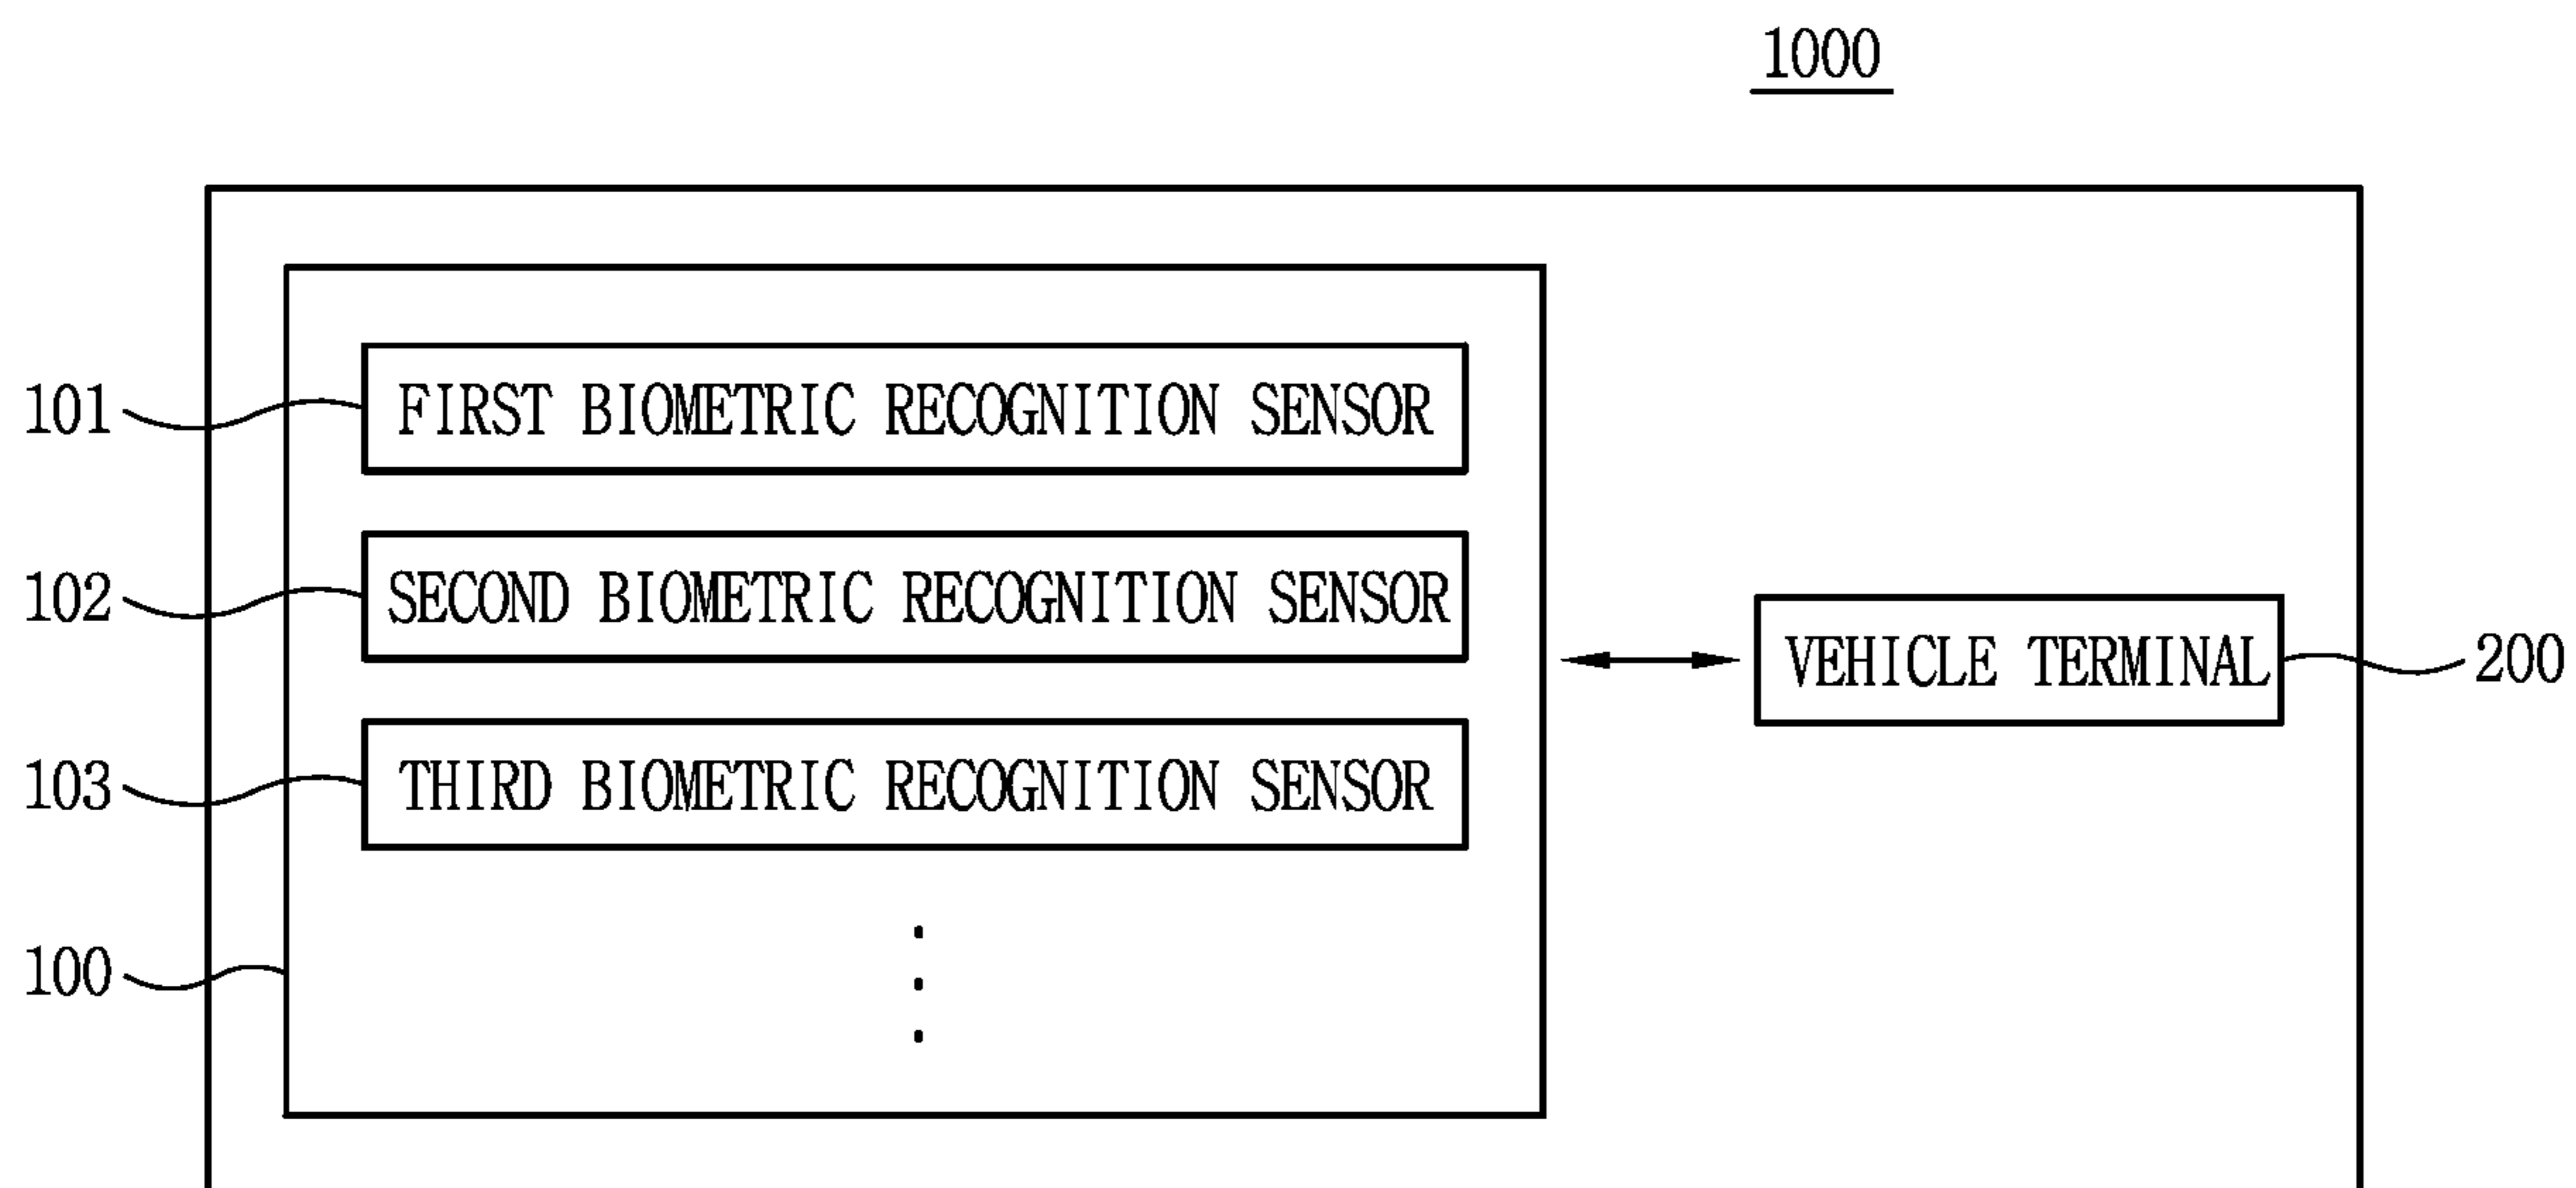 1000
101 FIRST BIOMETRIC RECOGNITION SENSOR
102 SECOND BIOMETRIC RECOGNITION SENSOR
VEHICLE TERMINAL 200
103 THIRD BIOMETRIC RECOGNITION SENSOR
100